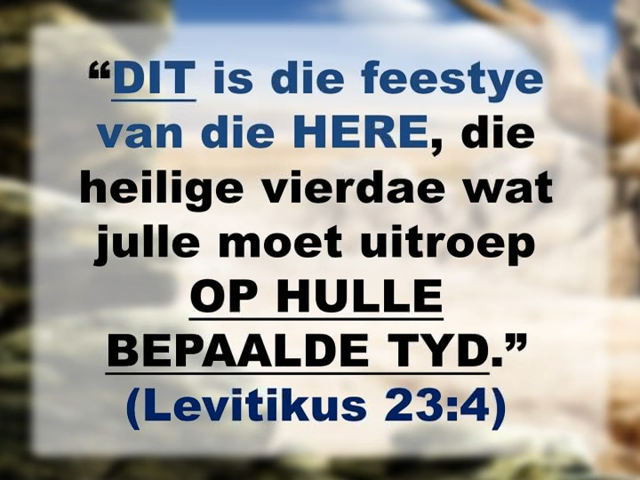 “DIT is die feestye
van die HERE, die
heilige vierdae wat
julle moet uitroep
OP HULLE
BEPAALDE TYD.”
(Levitikus 23:4)